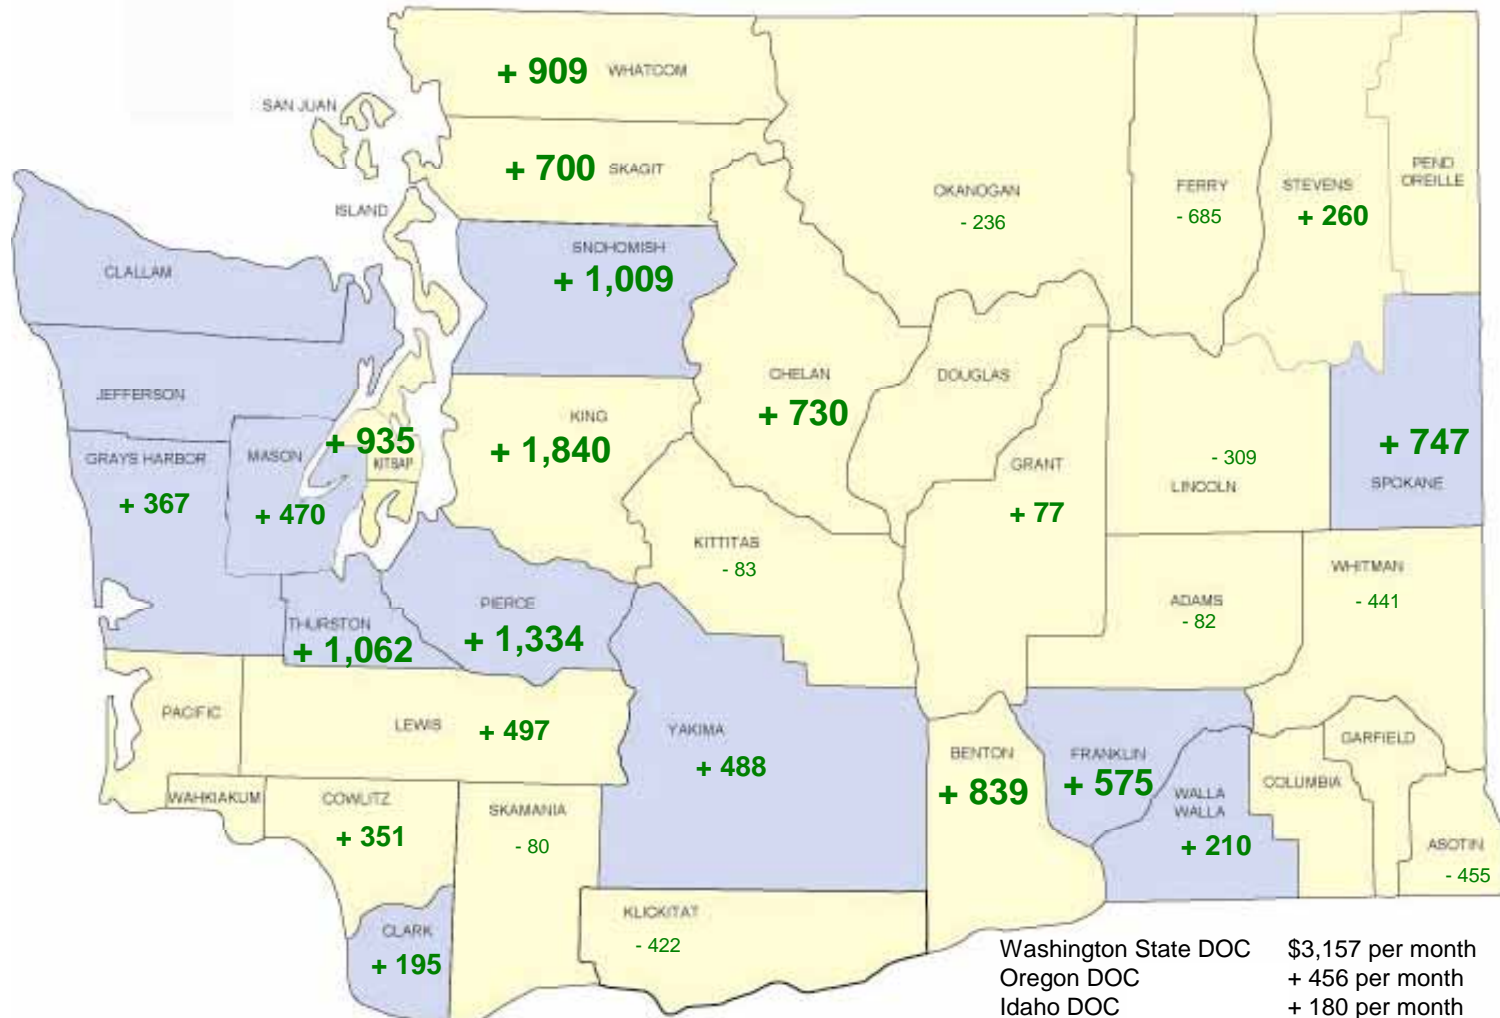 + 909 WHATCOM
SAN JUAN
+ 700 SKAGIT
ISLAND
OKANOGAN
- 236
FERRY
- 685
STEVENS
+ 260
PEND
OREILLE
CLALLAM
SNOHOMISH
+ 1,009
JEFFERSON
CHELAN
+ 730
DOUGLAS
KING
+ 1,840
+ 935
KITSAP
GRAYS HARBOR
+ 367
MASON
+ 470
GRANT
+ 77
- 309
LINCOLN
+ 747
SPOKANE
KITTITAS
- 83
WHITMAN
- 441
ADAMS
- 82
THURSTON
+ 1,062
PIERCE
+ 1,334
PACIFIC
LEWIS
+ 497
YAKIMA
+ 488
BENTON
+ 839
FRANKLIN
+ 575
WALLA
WALLA
+ 210
GARFIELD
COLUMBIA
ASOTIN
- 455
WAHKIAKUM
COWLITZ
+ 351
SKAMANIA
- 80
CLARK
+ 195
KLICKITAT
- 422
Washington State DOC $3,157 per month
Oregon DOC + 456 per month
Idaho DOC + 180 per month